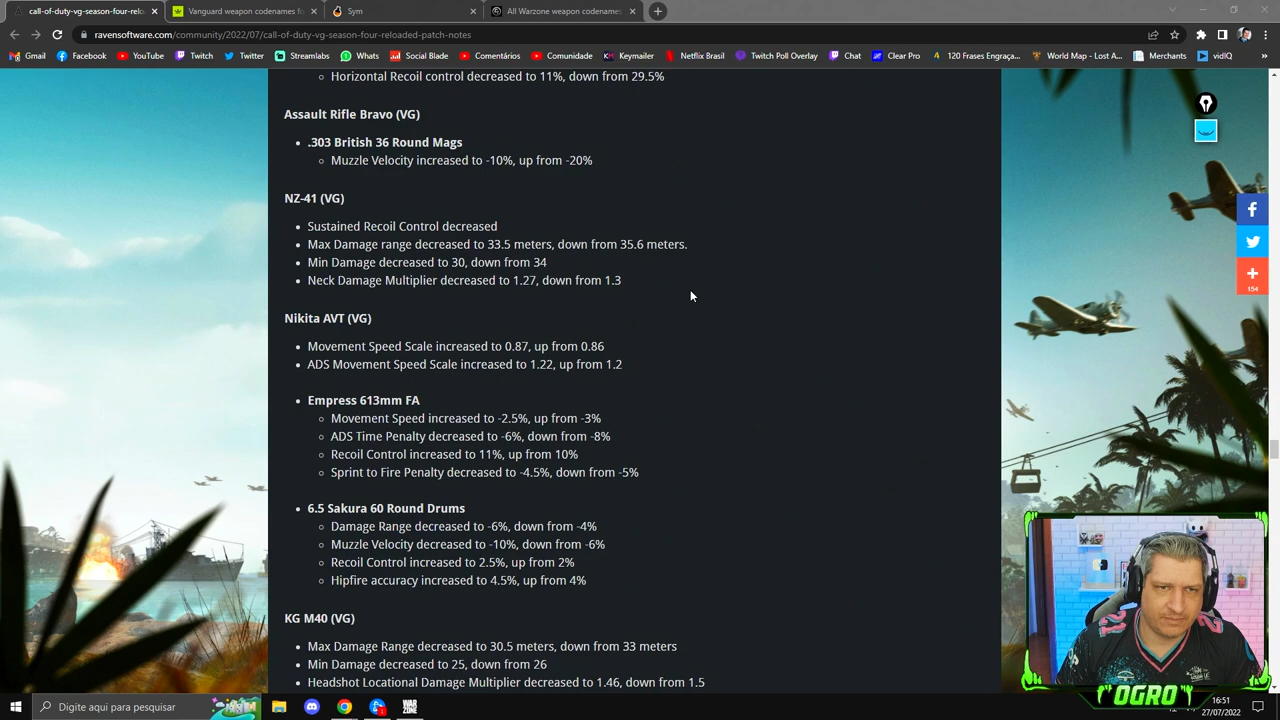 call-of-duty-vg-season-four-relo
Vanguard weapon codenames fo
Sym
All Warzone weapon codenames
ravensoftware.com/community/2022/07/call-of-duty-vg-season-four-reloaded-patch-notes
Gmail
Facebook
YouTube
Twitch
Twitter
Streamlabs
Whats
Social Blade
Comentários
Comunidade
Keymailer
Netflix Brasil
Twitch Poll Overlay
Chat
Clear Pro
120 Frases Engraça...
World Map - Lost A...
Merchants
vidIQ
Horizontal Recoil control decreased to 11%, down from 29.5%
Assault Rifle Bravo (VG)
.303 British 36 Round Mags
Muzzle Velocity increased to -10%, up from -20%
NZ-41 (VG)
Sustained Recoil Control decreased
Max Damage range decreased to 33.5 meters, down from 35.6 meters.
Min Damage decreased to 30, down from 34
Neck Damage Multiplier decreased to 1.27, down from 1.3
154
Nikita AVT (VG)
Movement Speed Scale increased to 0.87, up from 0.86
ADS Movement Speed Scale increased to 1.22, up from 1.2
Empress 613mm FA
Movement Speed increased to -2.5%, up from -3%
ADS Time Penalty decreased to -6%, down from -8%
Recoil Control increased to 11%, up from 10%
Sprint to Fire Penalty decreased to -4.5%, down from -5%
6.5 Sakura 60 Round Drums
Damage Range decreased to -6%, down from -4%
Muzzle Velocity decreased to -10%, down from -6%
Recoil Control increased to 2.5%, up from 2%
Hipfire accuracy increased to 4.5%, up from 4%
KG M40 (VG)
Max Damage Range decreased to 30.5 meters, down from 33 meters
Min Damage decreased to 25, down from 26
Headshot Locational Damage Multiplier decreased to 1.46, down from 1.5
OGRO
Digite aqui para pesquisar
16:51
27/07/2022